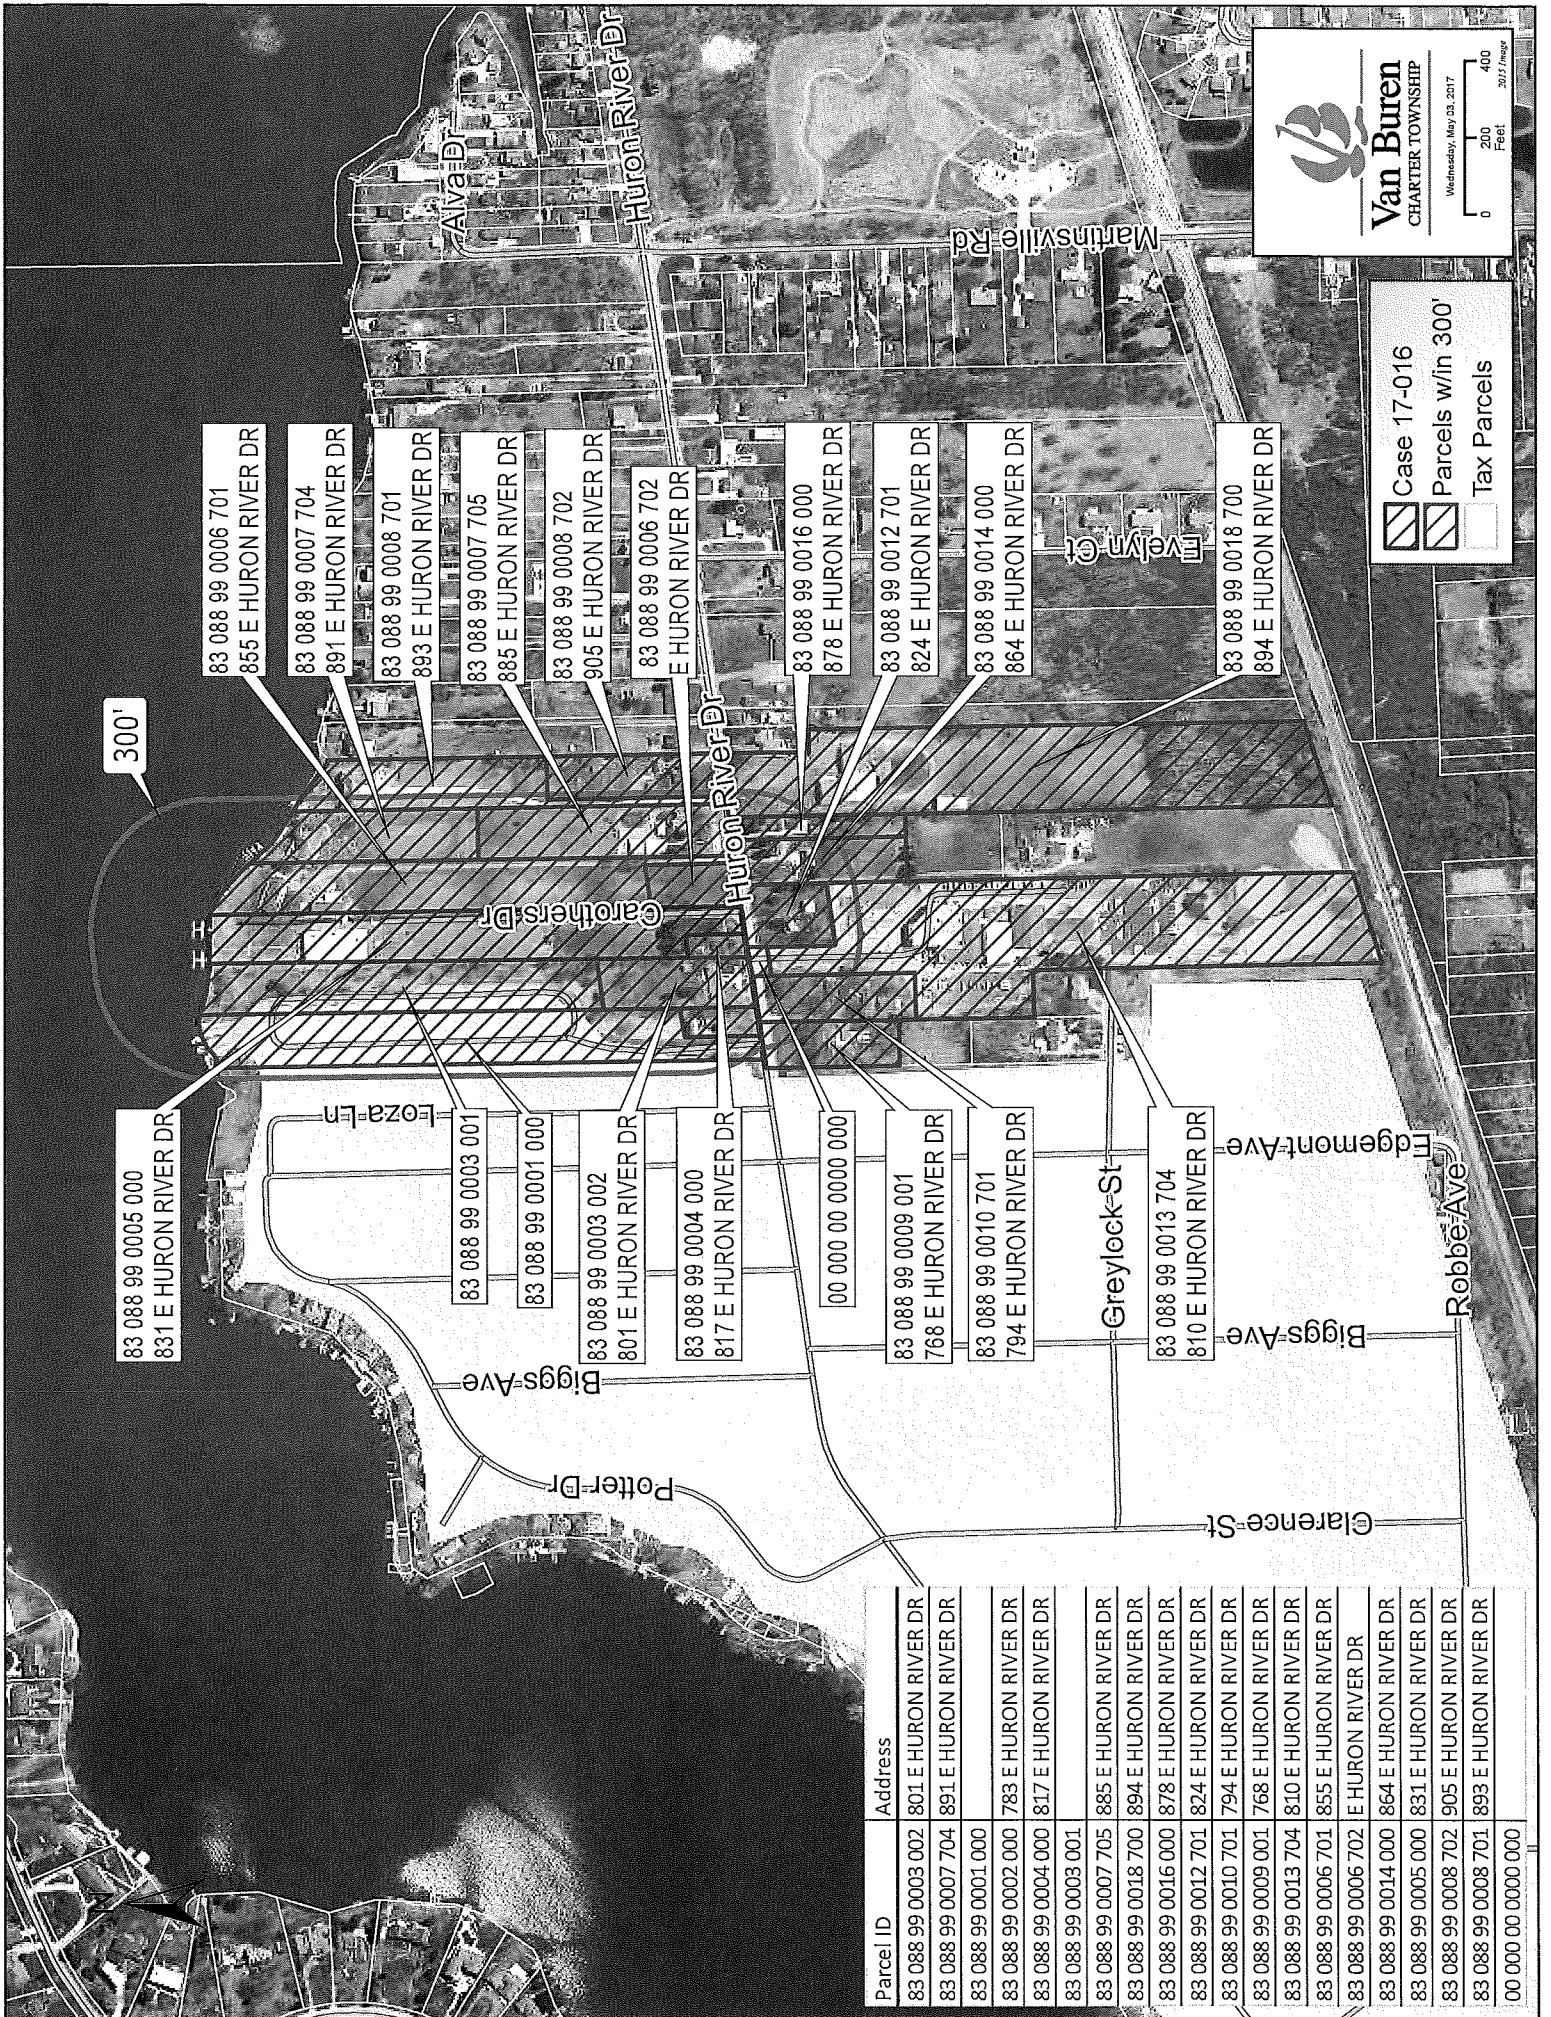 300'
83 088 99 0005 000
831 E HURON RIVER DR
83 088 99 0003 001
83 088 99 0001 000
83 088 99 0003 002
801 E HURON RIVER DR
83 088 99 0004 000
817 E HURON RIVER DR
00 000 00 0000 000
83 088 99 0009 001
768 E HURON RIVER DR
83 088 99 0010 701
794 E HURON RIVER DR
83 088 99 0013 704
810 E HURON RIVER DR
83 088 99 0006 701
855 E HURON RIVER DR
83 088 99 0007 704
891 E HURON RIVER DR
83 088 99 0008 701
893 E HURON RIVER DR
83 088 99 0007 705
885 E HURON RIVER DR
83 088 99 0008 702
905 E HURON RIVER DR
83 088 99 0006 702
E HURON RIVER DR
83 088 99 0016 000
878 E HURON RIVER DR
83 088 99 0012 701
824 E HURON RIVER DR
83 088 99 0014 000
864 E HURON RIVER DR
83 088 99 0018 700
894 E HURON RIVER DR
Alva Dr
Huron River Dr
Huron River Dr
Martinsville Rd
Evelyn Ct
Huron River Dr
Carothers Dr
Loza Ln
Biggs Ave
Potter Dr
Greylock St
Edgemont Ave
Biggs Ave
Robbe Ave
Clarence St
N
Parcel ID Address
83 088 99 0003 002 801 E HURON RIVER DR
83 088 99 0007 704 891 E HURON RIVER DR
83 088 99 0001 000
83 088 99 0002 000 783 E HURON RIVER DR
83 088 99 0004 000 817 E HURON RIVER DR
83 088 99 0003 001
83 088 99 0007 705 885 E HURON RIVER DR
83 088 99 0018 700 894 E HURON RIVER DR
83 088 99 0016 000 878 E HURON RIVER DR
83 088 99 0012 701 824 E HURON RIVER DR
83 088 99 0010 701 794 E HURON RIVER DR
83 088 99 0009 001 768 E HURON RIVER DR
83 088 99 0013 704 810 E HURON RIVER DR
83 088 99 0006 701 855 E HURON RIVER DR
83 088 99 0006 702 E HURON RIVER DR
83 088 99 0014 000 864 E HURON RIVER DR
83 088 99 0005 000 831 E HURON RIVER DR
83 088 99 0008 702 905 E HURON RIVER DR
83 088 99 0008 701 893 E HURON RIVER DR
00 000 00 0000 000
Case 17-016
Parcels w/in 300'
Tax Parcels
Van Buren
CHARTER TOWNSHIP
Wednesday, May 03, 2017
0 200 400
Feet
2015 Image